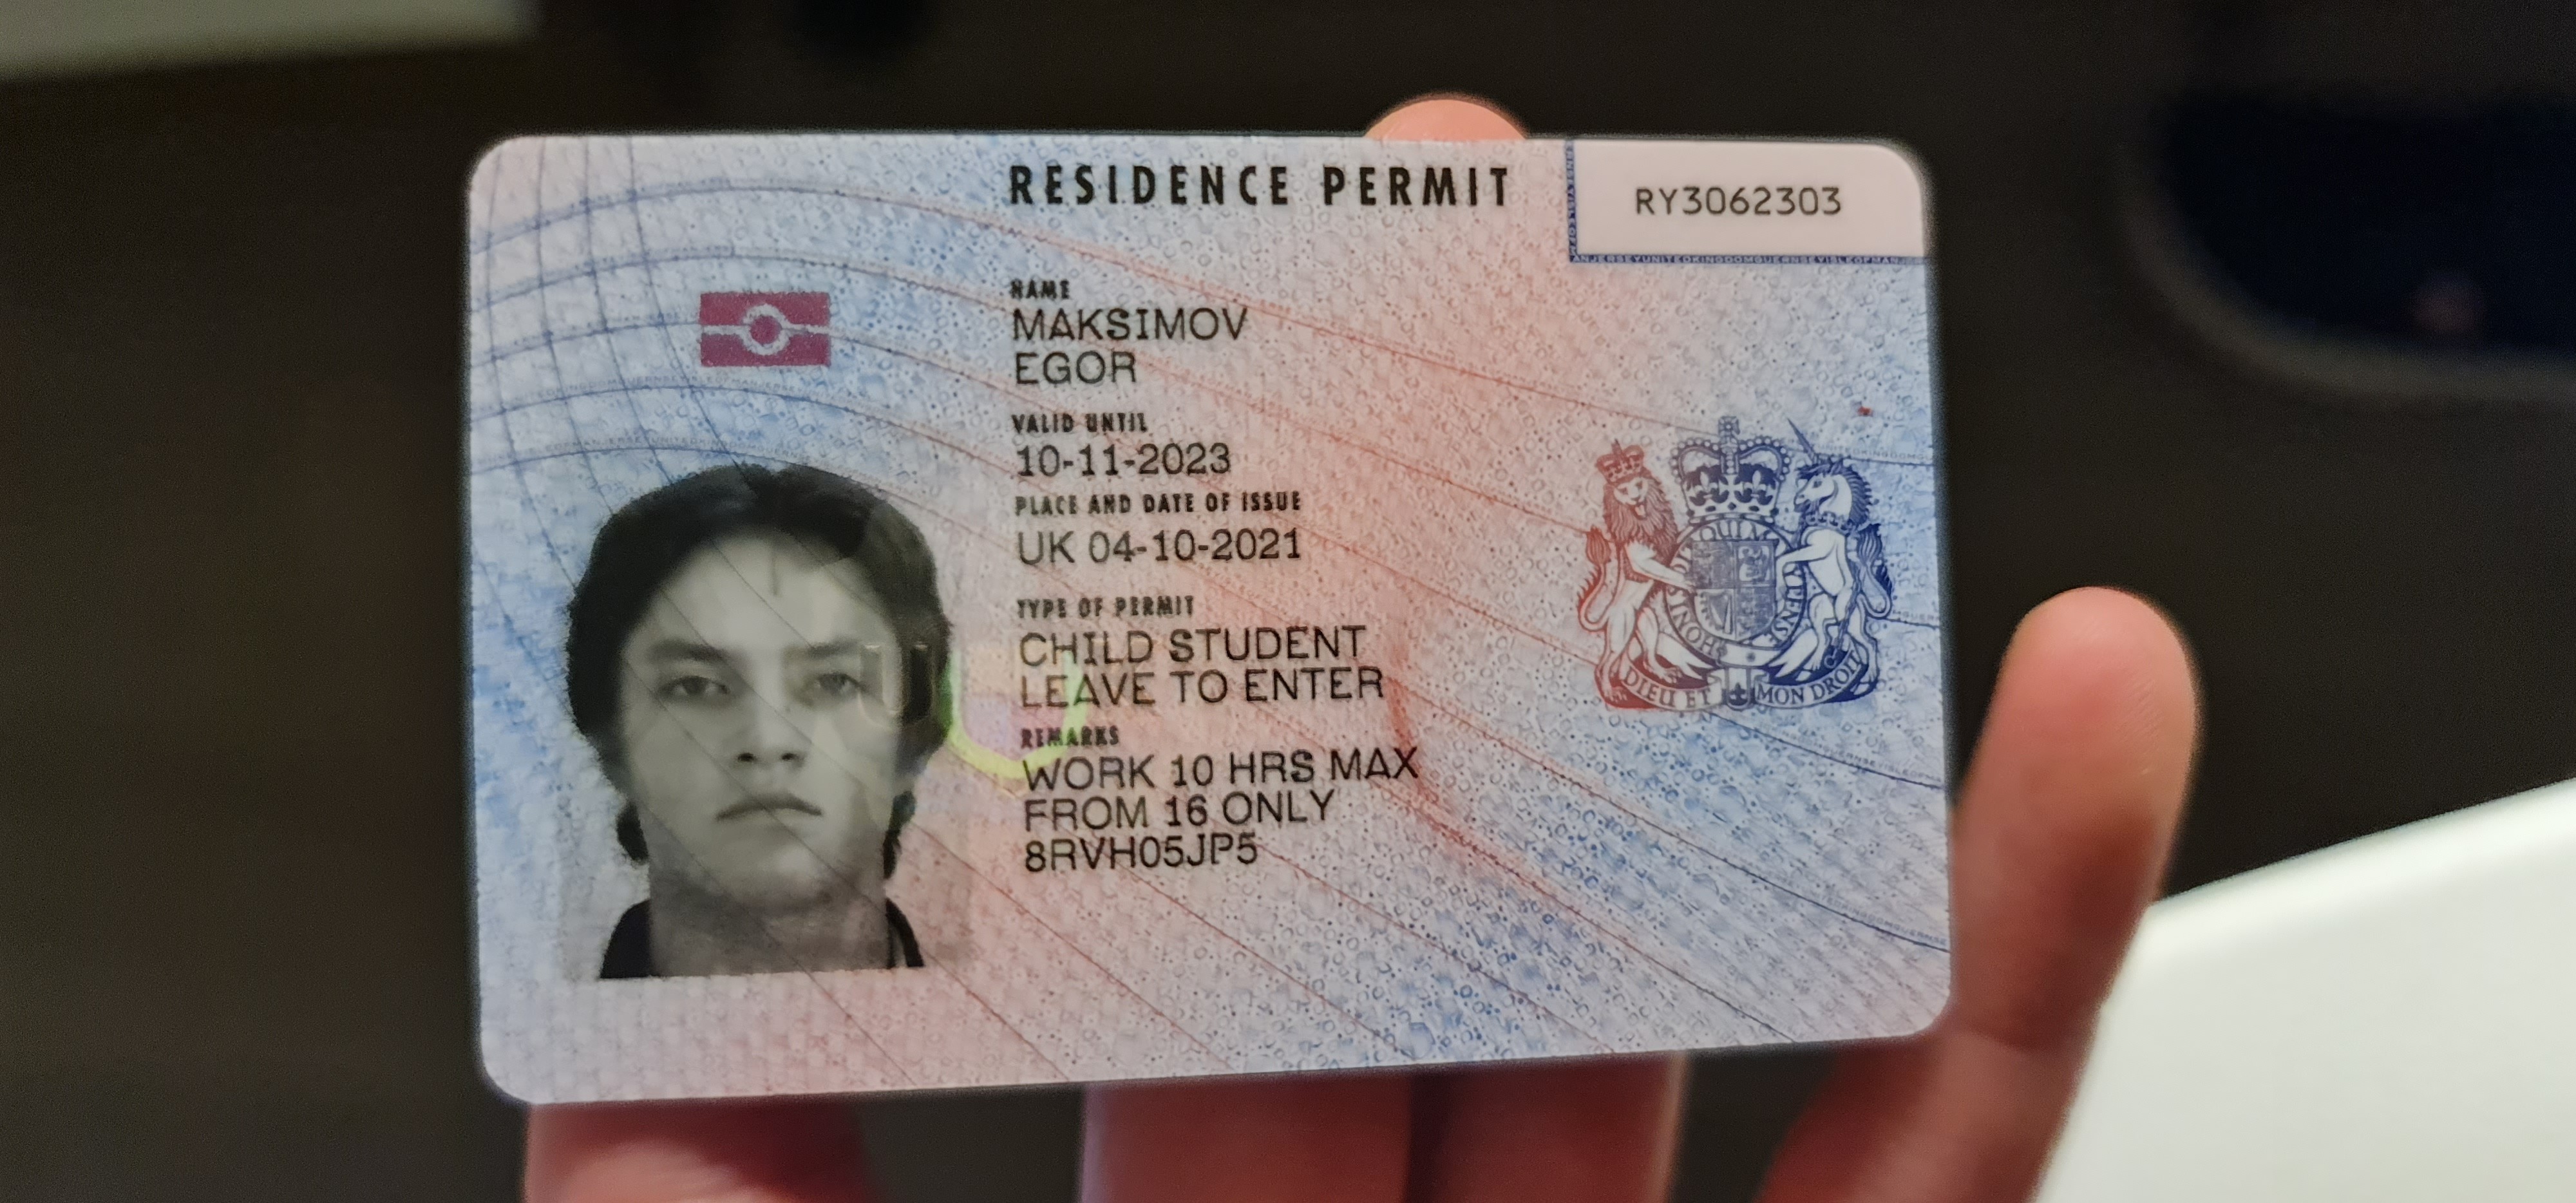 RESIDENCE PERMIT
RY3062303
NAME
MAKSIMOV
EGOR
VALID UNTIL
10-11-2023
PLACE AND DATE OF ISSUE
UK 04-10-2021
TYPE OF PERMIT
CHILD STUDENT
LEAVE TO ENTER
REMARKS
WORK 10 HRS MAX
FROM 16 ONLY
8RVH05JP5
DIEU ET MON DROIT